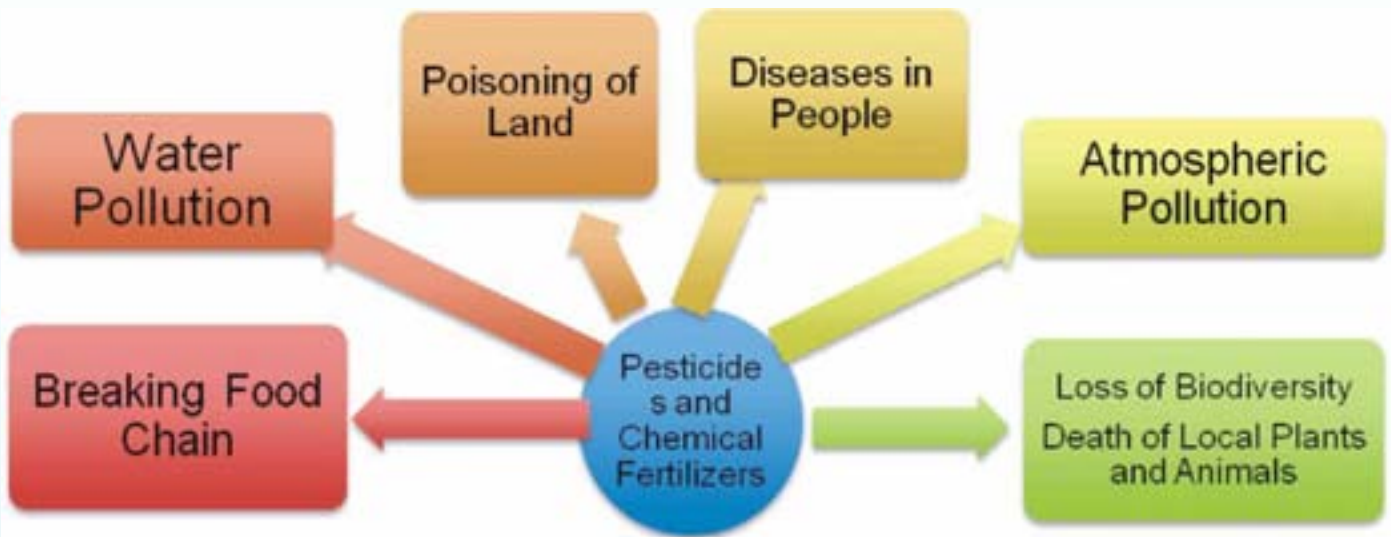 Poisoning of
Land
Diseases in
People
Water
Pollution
Atmospheric
Pollution
Breaking Food
Chain
Pesticide
s and
Chemical
Fertilizers
Loss of Biodiversity
Death of Local Plants
and Animals